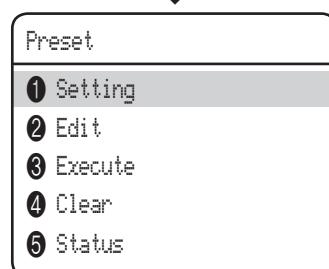 Preset
❶ Setting
❷ Edit
❸ Execute
❹ Clear
❺ Status